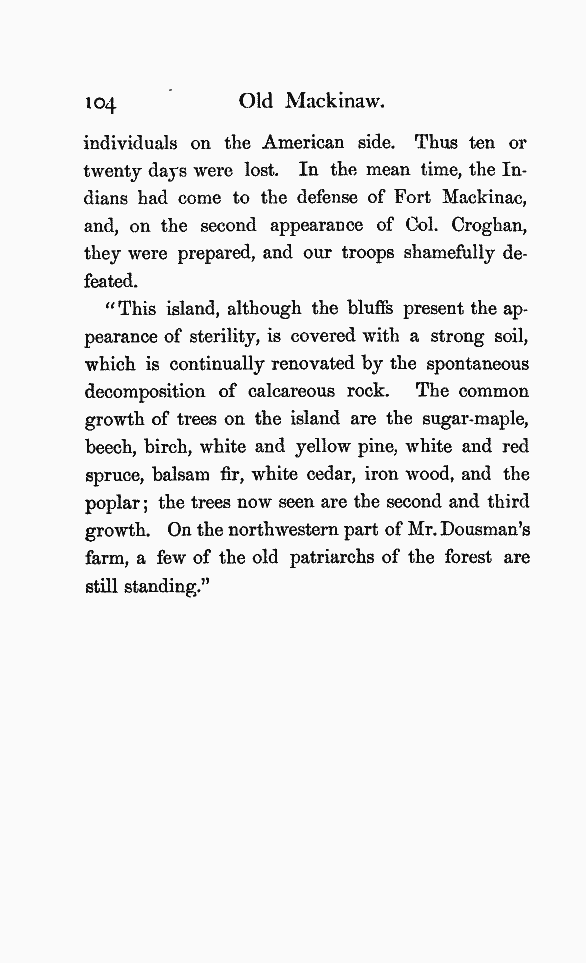 104 Old Mackinaw.
individuals on the American side. Thus ten or
twenty days were lost. In the mean time, the In-
dians had come to the defense of Fort Mackinac,
and, on the second appearance of Col. Croghan,
they were prepared, and our troops shamefully de-
feated.
“This island, although the bluffs present the ap-
pearance of sterility, is covered with a strong soil,
which is continually renovated by the spontaneous
decomposition of calcareous rock. The common
growth of trees on the island are the sugar-maple,
beech, birch, white and yellow pine, white and red
spruce, balsam fir, white cedar, iron wood, and the
poplar; the trees now seen are the second and third
growth. On the northwestern part of Mr. Dousman’s
farm, a few of the old patriarchs of the forest are
still standing.”